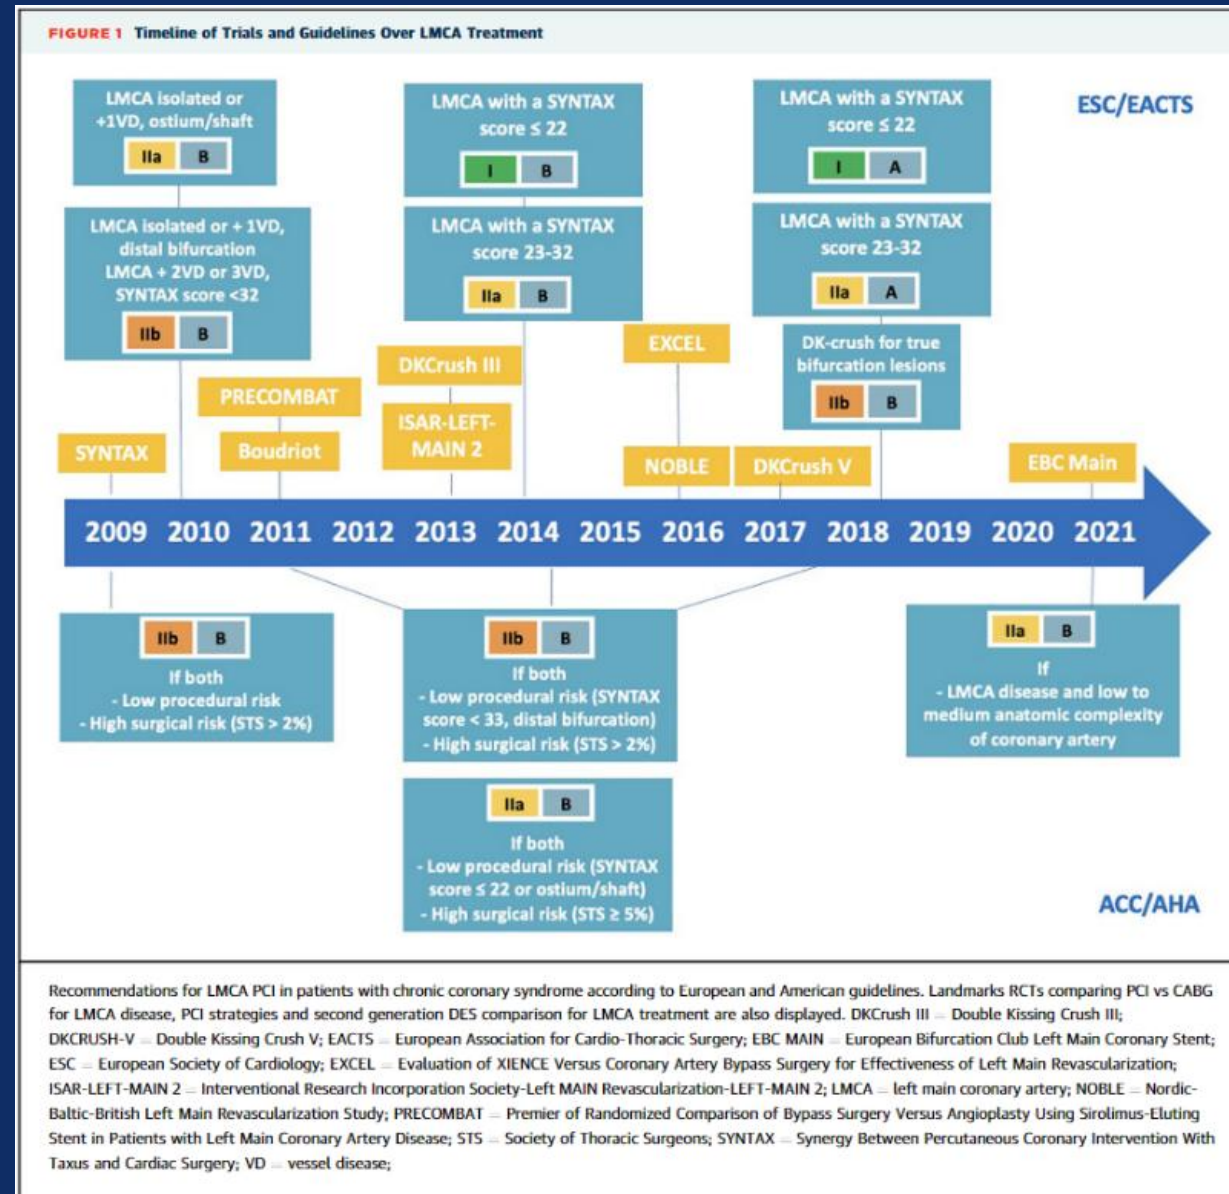 FIGURE 1 Timeline of Trials and Guidelines Over LMCA Treatment
ESC/EACTS
LMCA isolated or
+1VD, ostium/shaft
IIa B
LMCA isolated or + 1VD,
distal bifurcation
LMCA + 2VD or 3VD,
SYNTAX score <32
IIb B
LMCA with a SYNTAX
score ≤ 22
I B
LMCA with a SYNTAX
score 23-32
IIa B
LMCA with a SYNTAX
score ≤ 22
I A
LMCA with a SYNTAX
score 23-32
IIa A
DK-crush for true
bifurcation lesions
IIb B
SYNTAX
PRECOMBAT
Boudriot
DKCrush III
ISAR-LEFT-
MAIN 2
EXCEL
NOBLE
DKCrush V
EBC Main
2009 2010 2011 2012 2013 2014 2015 2016 2017 2018 2019 2020 2021
IIb B
If both
- Low procedural risk
- High surgical risk (STS > 2%)
IIb B
If both
- Low procedural risk (SYNTAX
score < 33, distal bifurcation)
- High surgical risk (STS > 2%)
IIa B
If both
- Low procedural risk (SYNTAX
score ≤ 22 or ostium/shaft)
- High surgical risk (STS ≥ 5%)
IIa B
If
- LMCA disease and low to
medium anatomic complexity
of coronary artery
ACC/AHA
Recommendations for LMCA PCI in patients with chronic coronary syndrome according to European and American guidelines. Landmarks RCTs comparing PCI vs CABG
for LMCA disease, PCI strategies and second generation DES comparison for LMCA treatment are also displayed. DKCrush III = Double Kissing Crush III;
DKCRUSH-V = Double Kissing Crush V; EACTS = European Association for Cardio-Thoracic Surgery; EBC MAIN = European Bifurcation Club Left Main Coronary Stent;
ESC = European Society of Cardiology; EXCEL = Evaluation of XIENCE Versus Coronary Artery Bypass Surgery for Effectiveness of Left Main Revascularization;
ISAR-LEFT-MAIN 2 = Interventional Research Incorporation Society-Left MAIN Revascularization-LEFT-MAIN 2; LMCA = left main coronary artery; NOBLE = Nordic-
Baltic-British Left Main Revascularization Study; PRECOMBAT = Premier of Randomized Comparison of Bypass Surgery Versus Angioplasty Using Sirolimus-Eluting
Stent in Patients with Left Main Coronary Artery Disease; STS = Society of Thoracic Surgeons; SYNTAX = Synergy Between Percutaneous Coronary Intervention With
Taxus and Cardiac Surgery; VD = vessel disease;